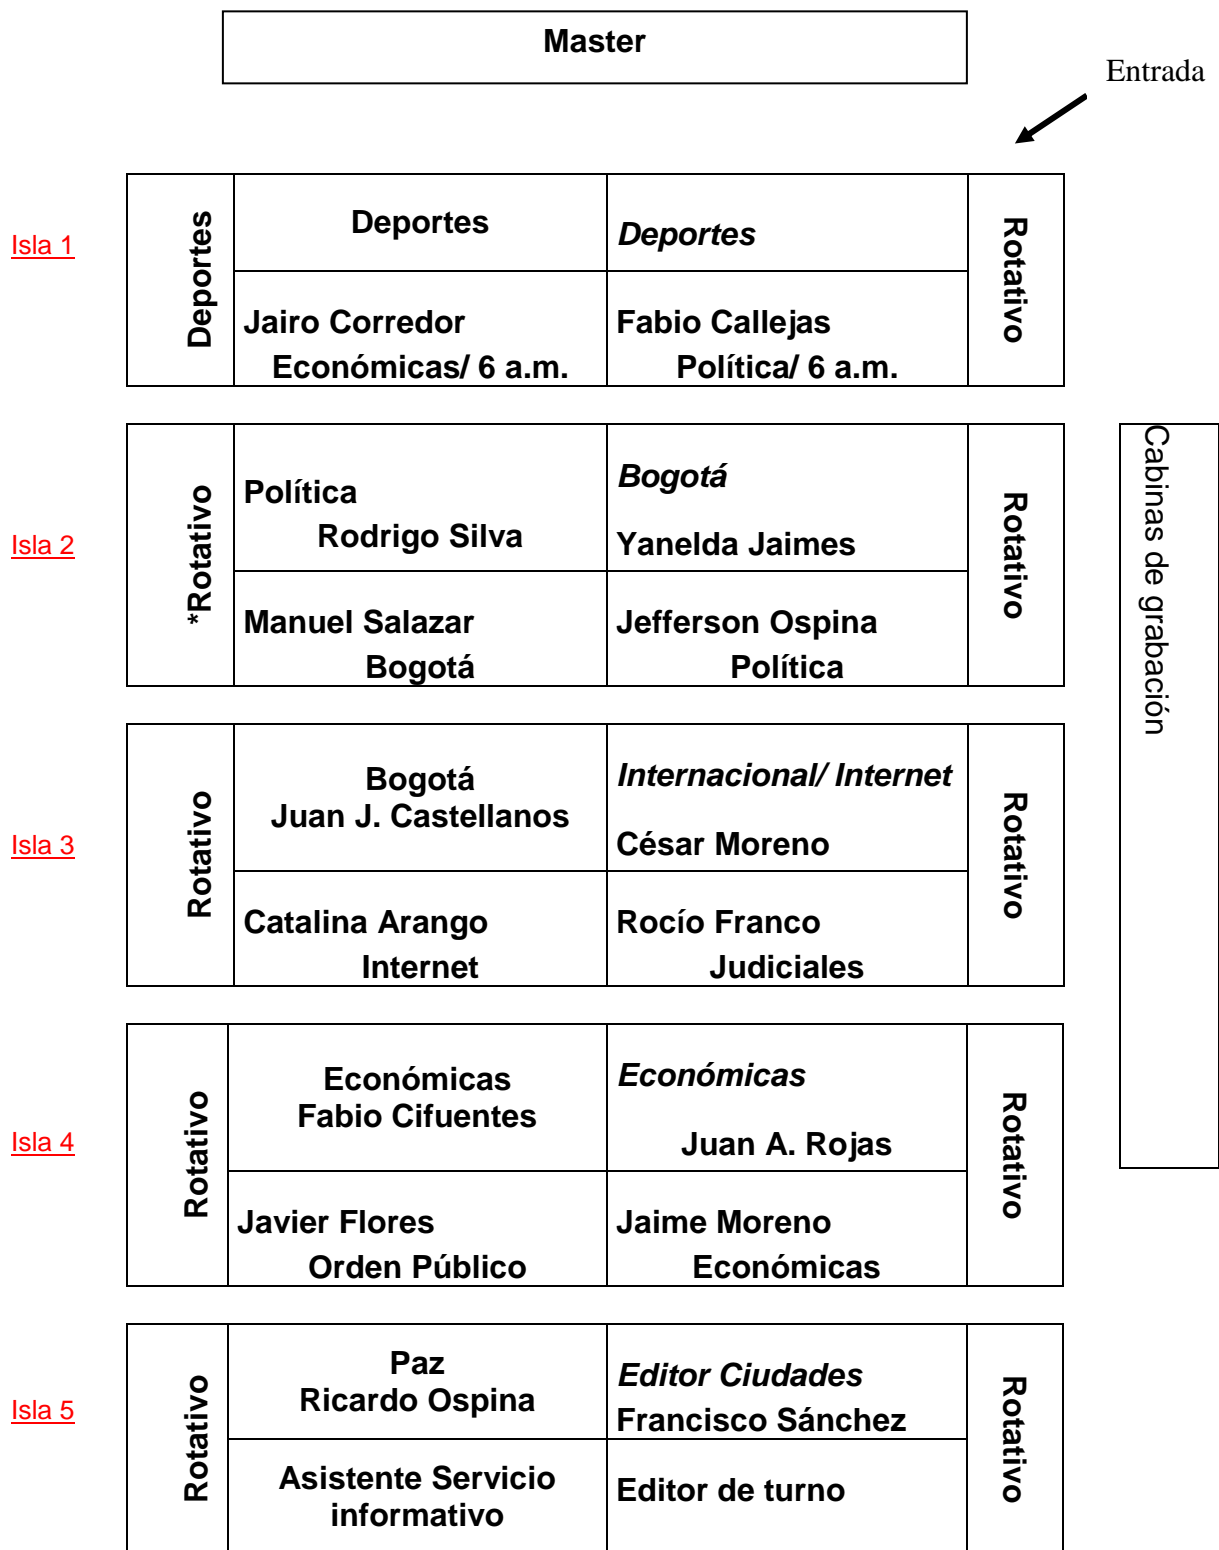 Master
Entrada
Isla 1
Deportes
Deportes
Deportes
Rotativo
Jairo Corredor
Económicas/ 6 a.m.
Fabio Callejas
Política/ 6 a.m.
Isla 2
*Rotativo
Política
Rodrigo Silva
Bogotá
Yanelda Jaimes
Rotativo
Manuel Salazar
Bogotá
Jefferson Ospina
Política
Cabinas de grabación
Isla 3
Rotativo
Bogotá
Juan J. Castellanos
Internacional/ Internet
César Moreno
Rotativo
Catalina Arango
Internet
Rocío Franco
Judiciales
Isla 4
Rotativo
Económicas
Fabio Cifuentes
Económicas
Juan A. Rojas
Rotativo
Javier Flores
Orden Público
Jaime Moreno
Económicas
Isla 5
Rotativo
Paz
Ricardo Ospina
Editor Ciudades
Francisco Sánchez
Rotativo
Asistente Servicio
informativo
Editor de turno